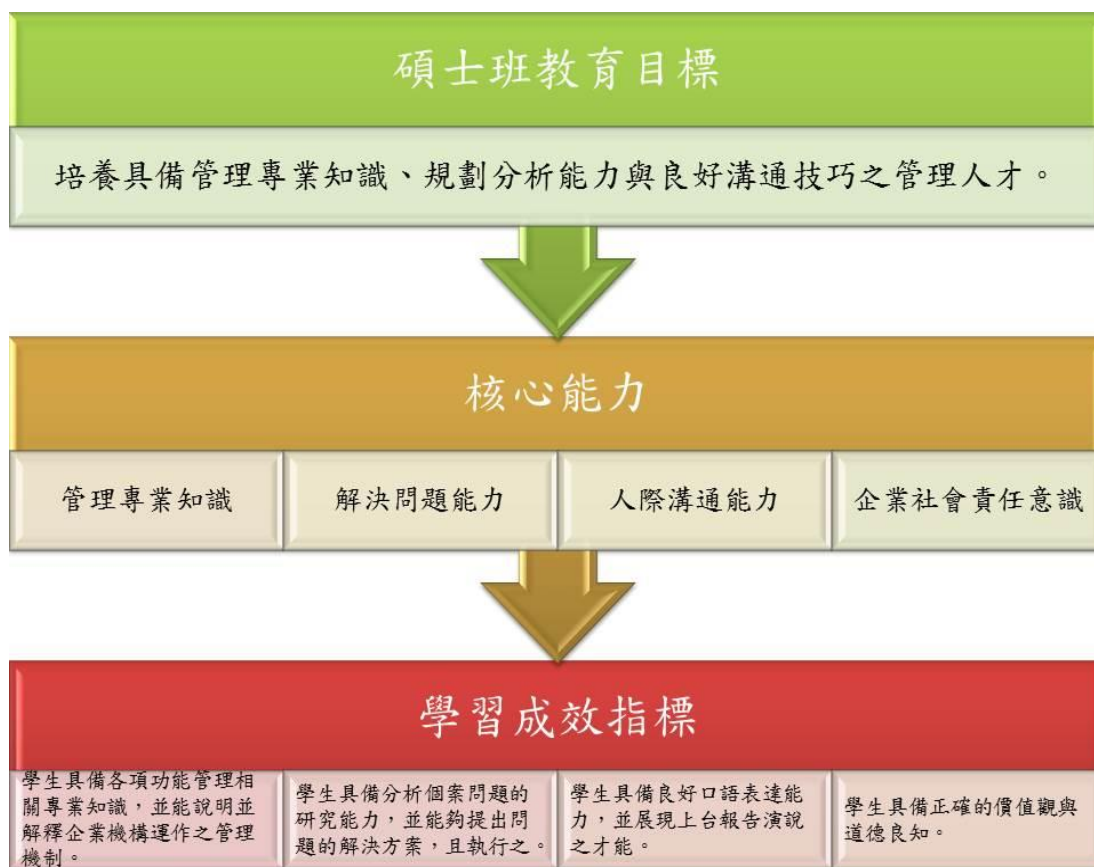 碩士班教育目標
培養具備管理專業知識、規劃分析能力與良好溝通技巧之管理人才。
核心能力
管理專業知識
解決問題能力
人際溝通能力
企業社會責任意識
學習成效指標
學生具備各項功能管理相
關專業知識，並能說明並
解釋企業機構運作之管理
機制。
學生具備分析個案問題的
研究能力，並能夠提出問
題的解決方案，且執行之。
學生具備良好口語表達能
力，並展現上台報告演說
之才能。
學生具備正確的價值觀與
道德良知。